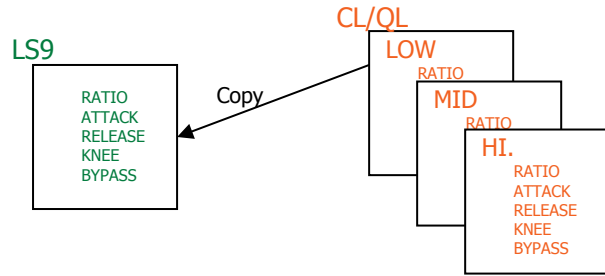 CL/QL
LS9
LOW
RATIO
MID
RATIO
HI.
RATIO
ATTACK
RELEASE
KNEE
BYPASS
Copy
RATIO
ATTACK
RELEASE
KNEE
BYPASS